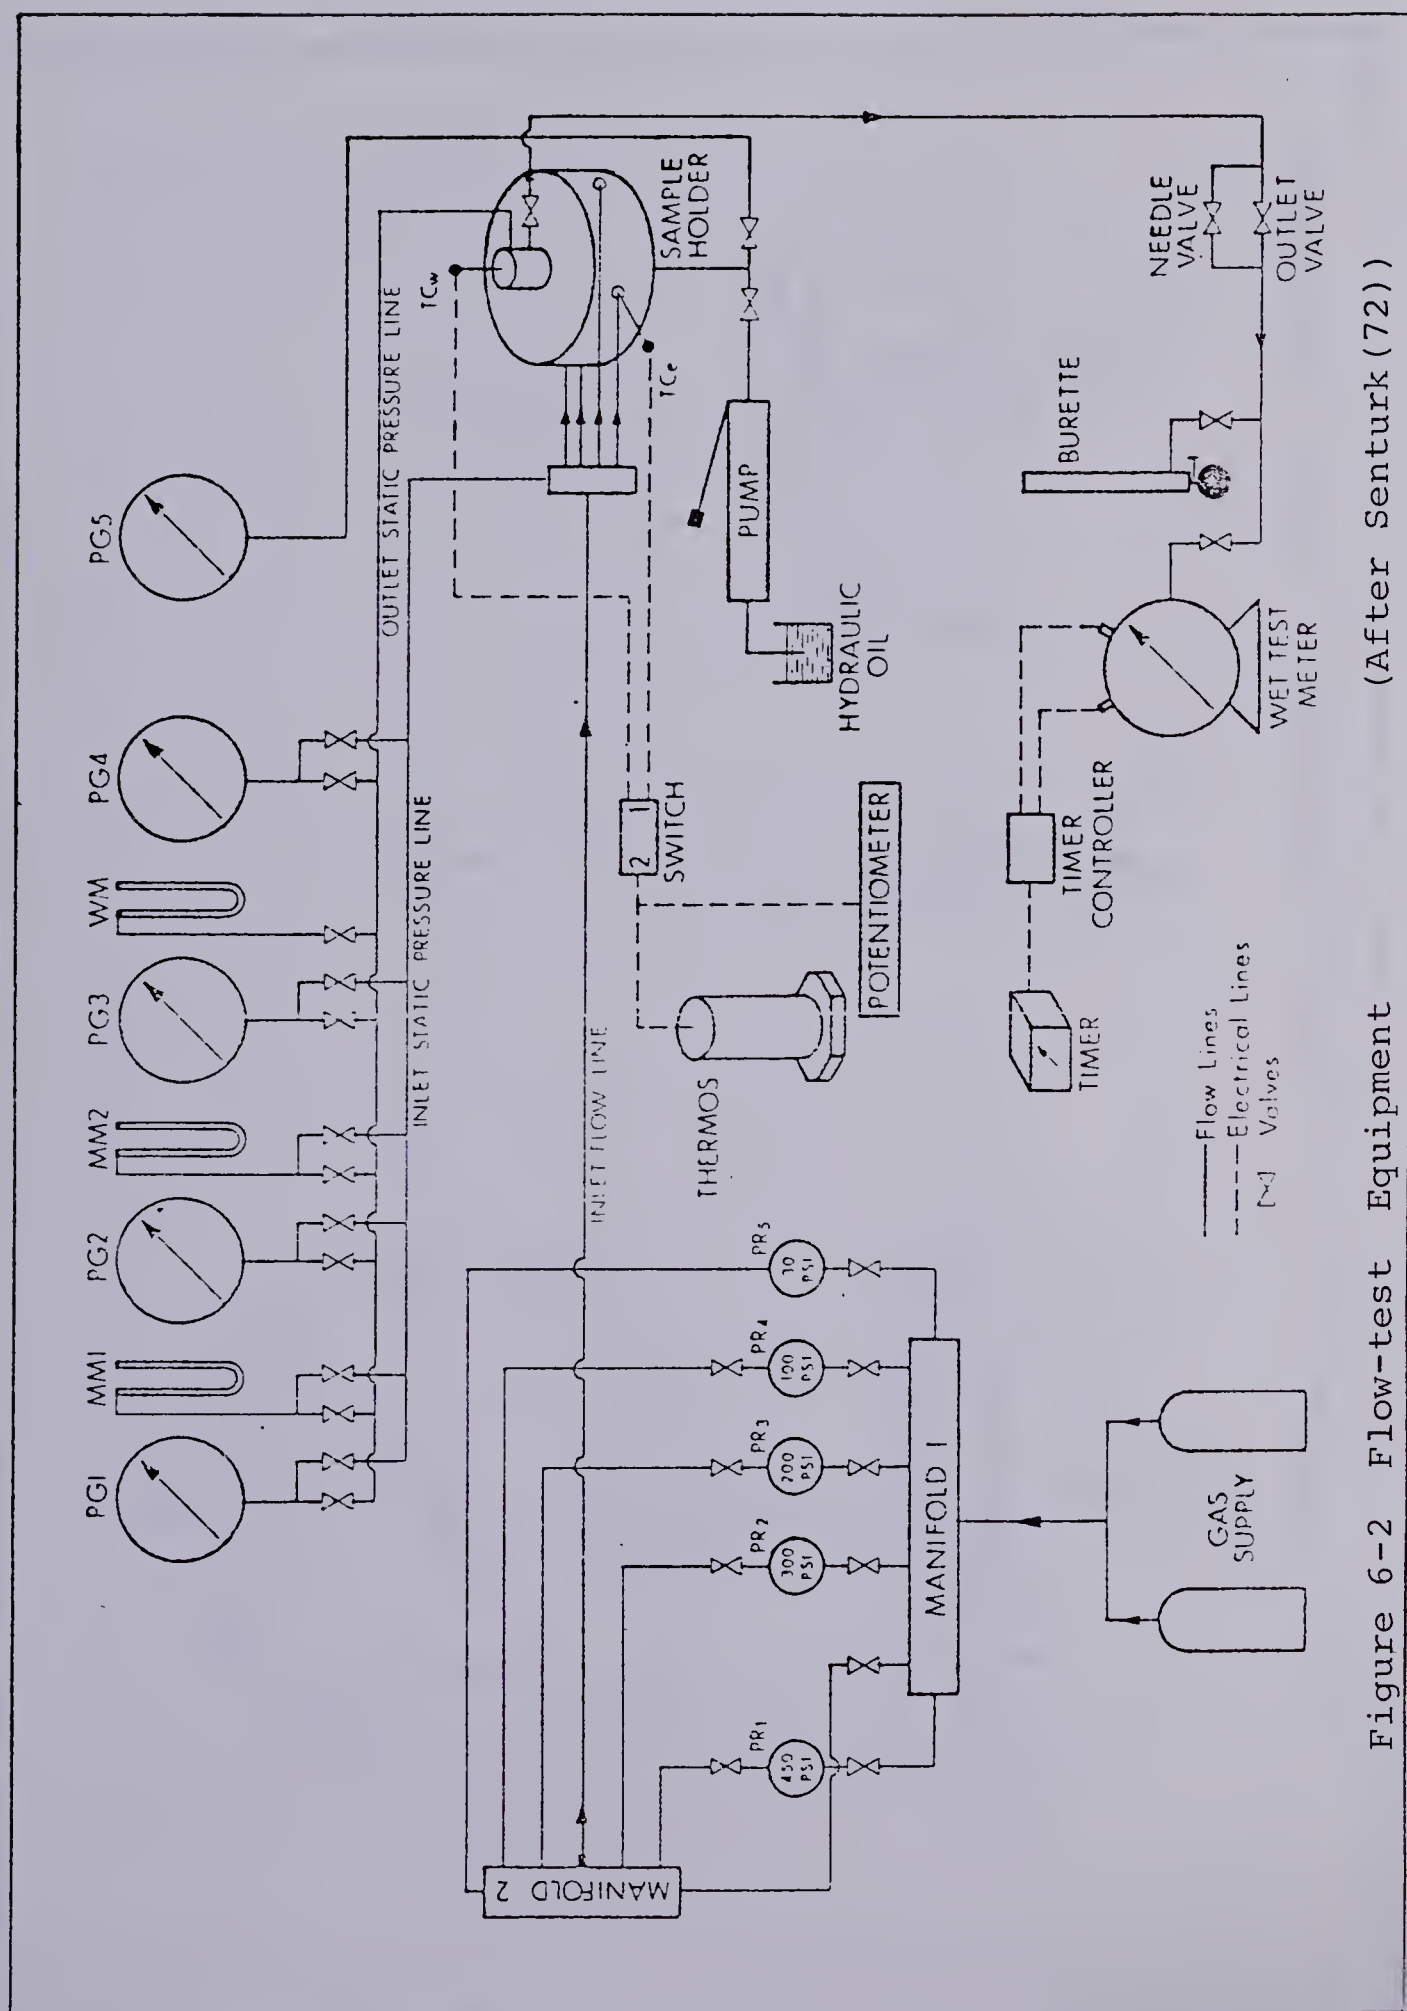 PG1
MM1
PG2
MM2
PG3
WM
PG4
PG5
OUTLET STATIC PRESSURE LINE
INLET STATIC PRESSURE LINE
INLET FLOW LINE
TCw
TCe
SAMPLE
HOLDER
MANIFOLD 2
PR1
450
PSI
PR2
300
PSI
PR3
200
PSI
PR4
100
PSI
PR5
PSI
MANIFOLD 1
GAS
SUPPLY
THERMOS
2 1
SWITCH
POTENTIOMETER
PUMP
HYDRAULIC
OIL
TIMER
TIMER
CONTROLLER
WET TEST
METER
BURETTE
NEEDLE
VALVE
OUTLET
VALVE
Flow Lines
Electrical Lines
Valves
Figure 6-2 Flow-test Equipment (After Senturk(72))